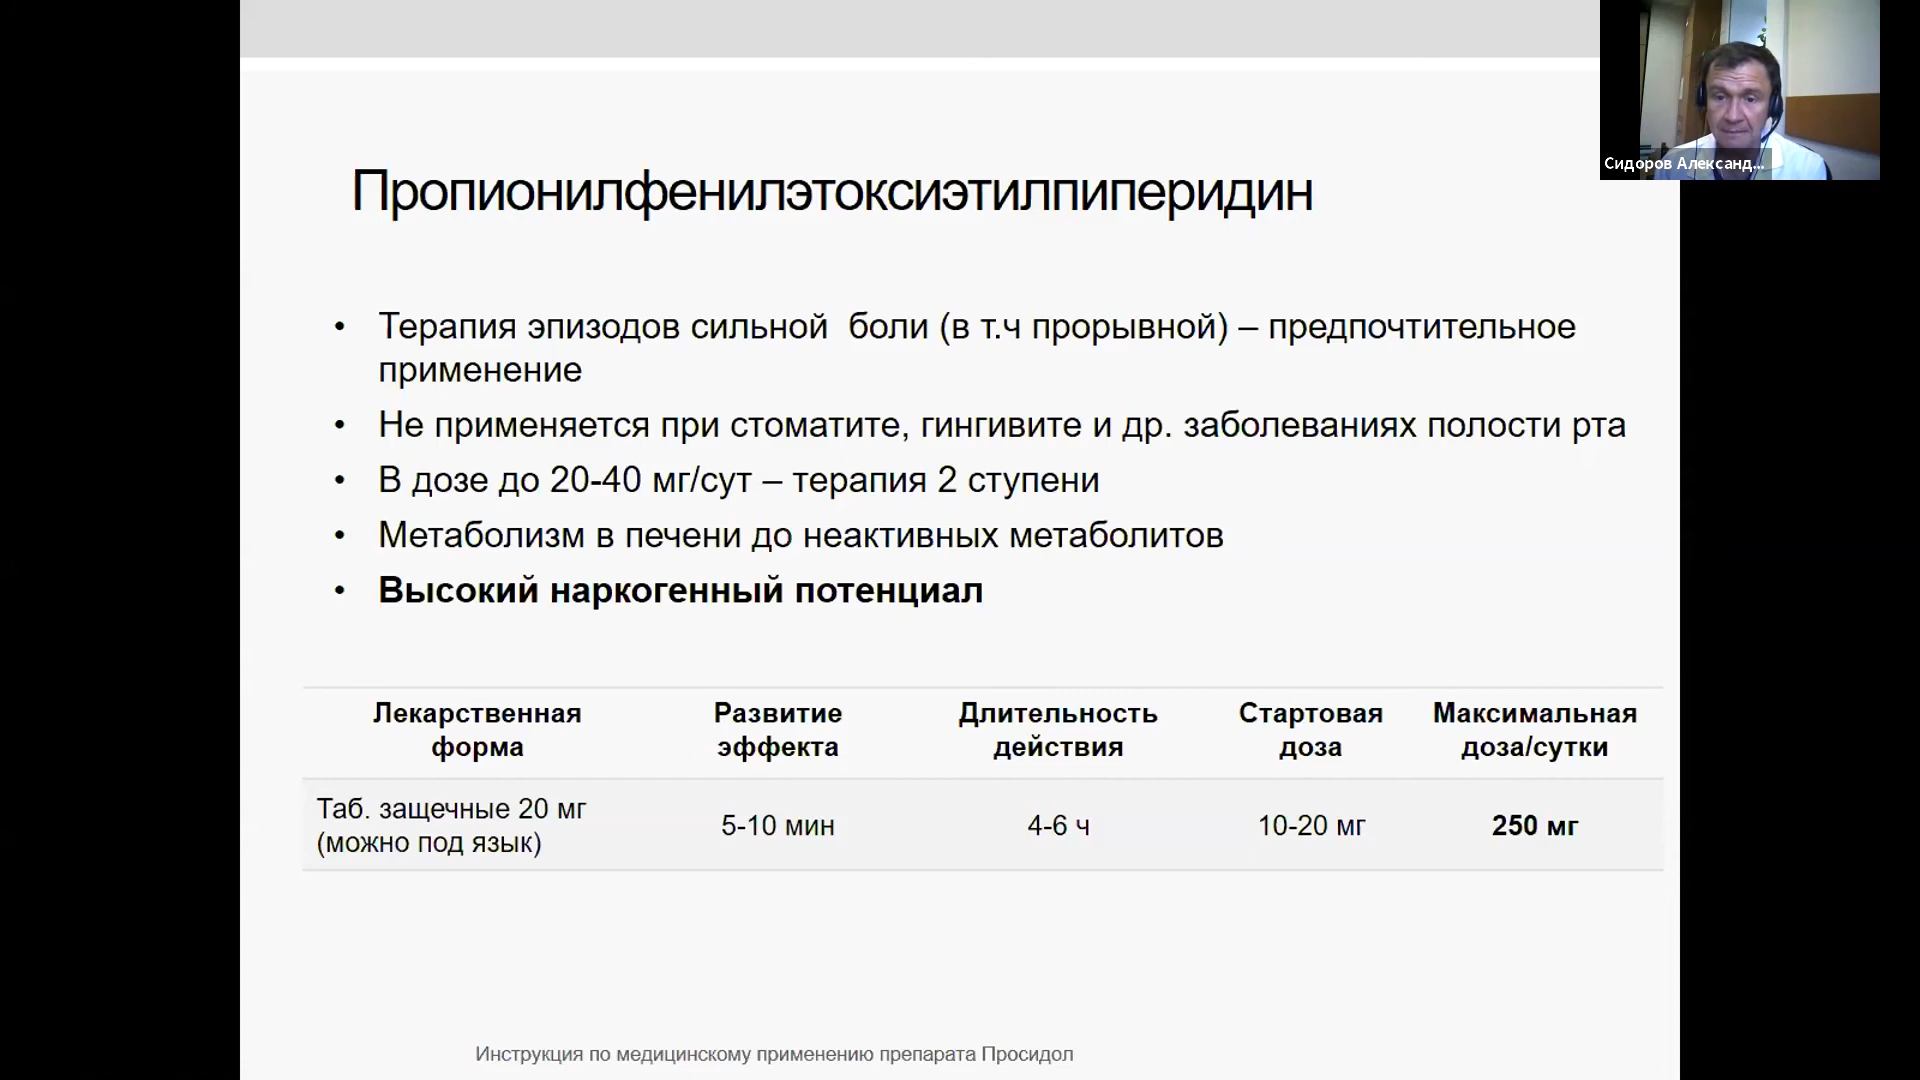 Сидоров Александ...
Пропионилфенилэтоксиэтилпиперидин
• Терапия эпизодов сильной боли (в т.ч прорывной) – предпочтительное
применение
• Не применяется при стоматите, гингивите и др. заболеваниях полости рта
• В дозе до 20-40 мг/сут – терапия 2 ступени
• Метаболизм в печени до неактивных метаболитов
• Высокий наркогенный потенциал
Лекарственная форма
Развитие эффекта
Длительность действия
Стартовая доза
Максимальная доза/сутки
Таб. защечные 20 мг
(можно под язык)
5-10 мин
4-6 ч
10-20 мг
250 мг
Инструкция по медицинскому применению препарата Просидол